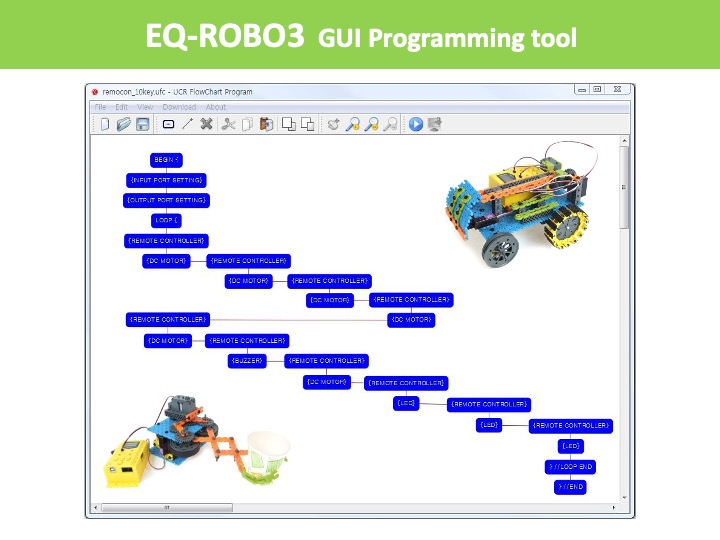 EQ-ROBO3 GUI Programming tool
remocon_10key.ufc - UCR FlowChart Program
File Edit View Download About
BEGIN {
{INPUT PORT SETTING}
{OUTPUT PORT SETTING}
LOOP {
{REMOTE CONTROLLER}
{DC MOTOR} {REMOTE CONTROLLER}
{DC MOTOR} {REMOTE CONTROLLER}
{DC MOTOR} {REMOTE CONTROLLER}
{REMOTE CONTROLLER} {DC MOTOR}
{DC MOTOR} {REMOTE CONTROLLER}
{BUZZER} {REMOTE CONTROLLER}
{DC MOTOR} {REMOTE CONTROLLER}
{LED} {REMOTE CONTROLLER}
{LED} {REMOTE CONTROLLER}
{LED}
} //LOOP END
} //END